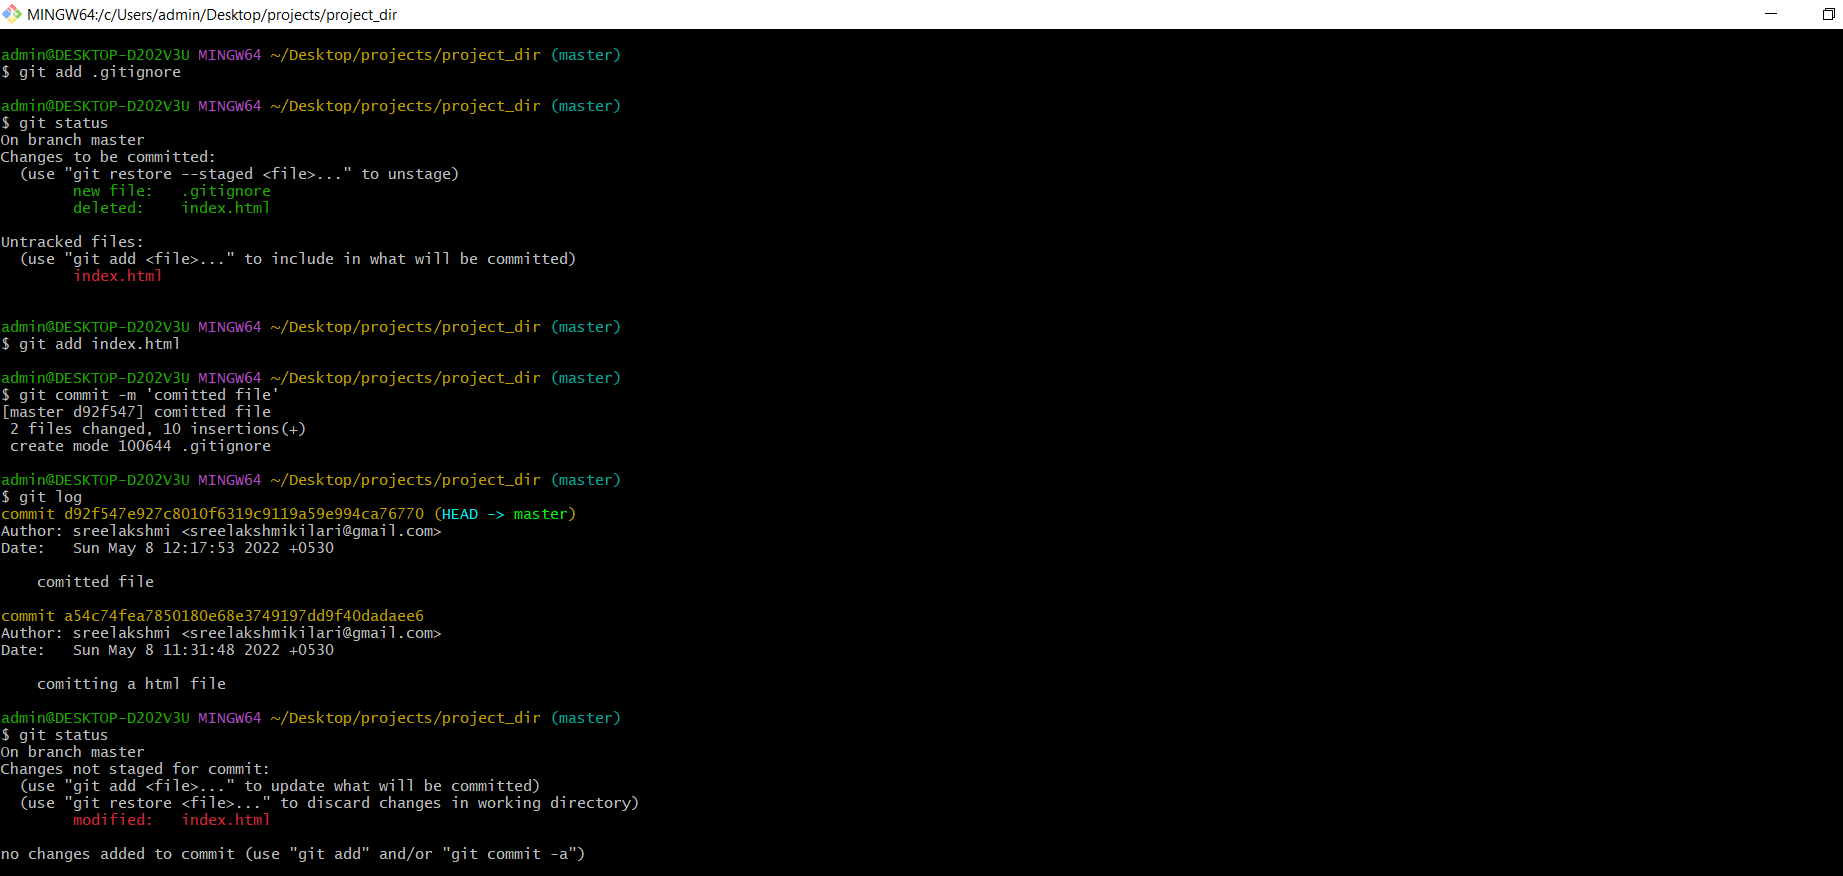 MINGW64:/c/Users/admin/Desktop/projects/project_dir
admin@DESKTOP-D202V3U MINGW64 ~/Desktop/projects/project_dir (master)
$ git add .gitignore
admin@DESKTOP-D202V3U MINGW64 ~/Desktop/projects/project_dir (master)
$ git status
On branch master
Changes to be committed:
  (use "git restore --staged <file>..." to unstage)
        new file:   .gitignore
        deleted:    index.html
Untracked files:
  (use "git add <file>..." to include in what will be committed)
        index.html
admin@DESKTOP-D202V3U MINGW64 ~/Desktop/projects/project_dir (master)
$ git add index.html
admin@DESKTOP-D202V3U MINGW64 ~/Desktop/projects/project_dir (master)
$ git commit -m 'comitted file'
[master d92f547] comitted file
 2 files changed, 10 insertions(+)
 create mode 100644 .gitignore
admin@DESKTOP-D202V3U MINGW64 ~/Desktop/projects/project_dir (master)
$ git log
commit d92f547e927c8010f6319c9119a59e994ca76770 (HEAD -> master)
Author: sreelakshmi <sreelakshmikilari@gmail.com>
Date:   Sun May 8 12:17:53 2022 +0530
    comitted file
commit a54c74fea7850180e68e3749197dd9f40dadaee6
Author: sreelakshmi <sreelakshmikilari@gmail.com>
Date:   Sun May 8 11:31:48 2022 +0530
    comitting a html file
admin@DESKTOP-D202V3U MINGW64 ~/Desktop/projects/project_dir (master)
$ git status
On branch master
Changes not staged for commit:
  (use "git add <file>..." to update what will be committed)
  (use "git restore <file>..." to discard changes in working directory)
        modified:   index.html
no changes added to commit (use "git add" and/or "git commit -a")